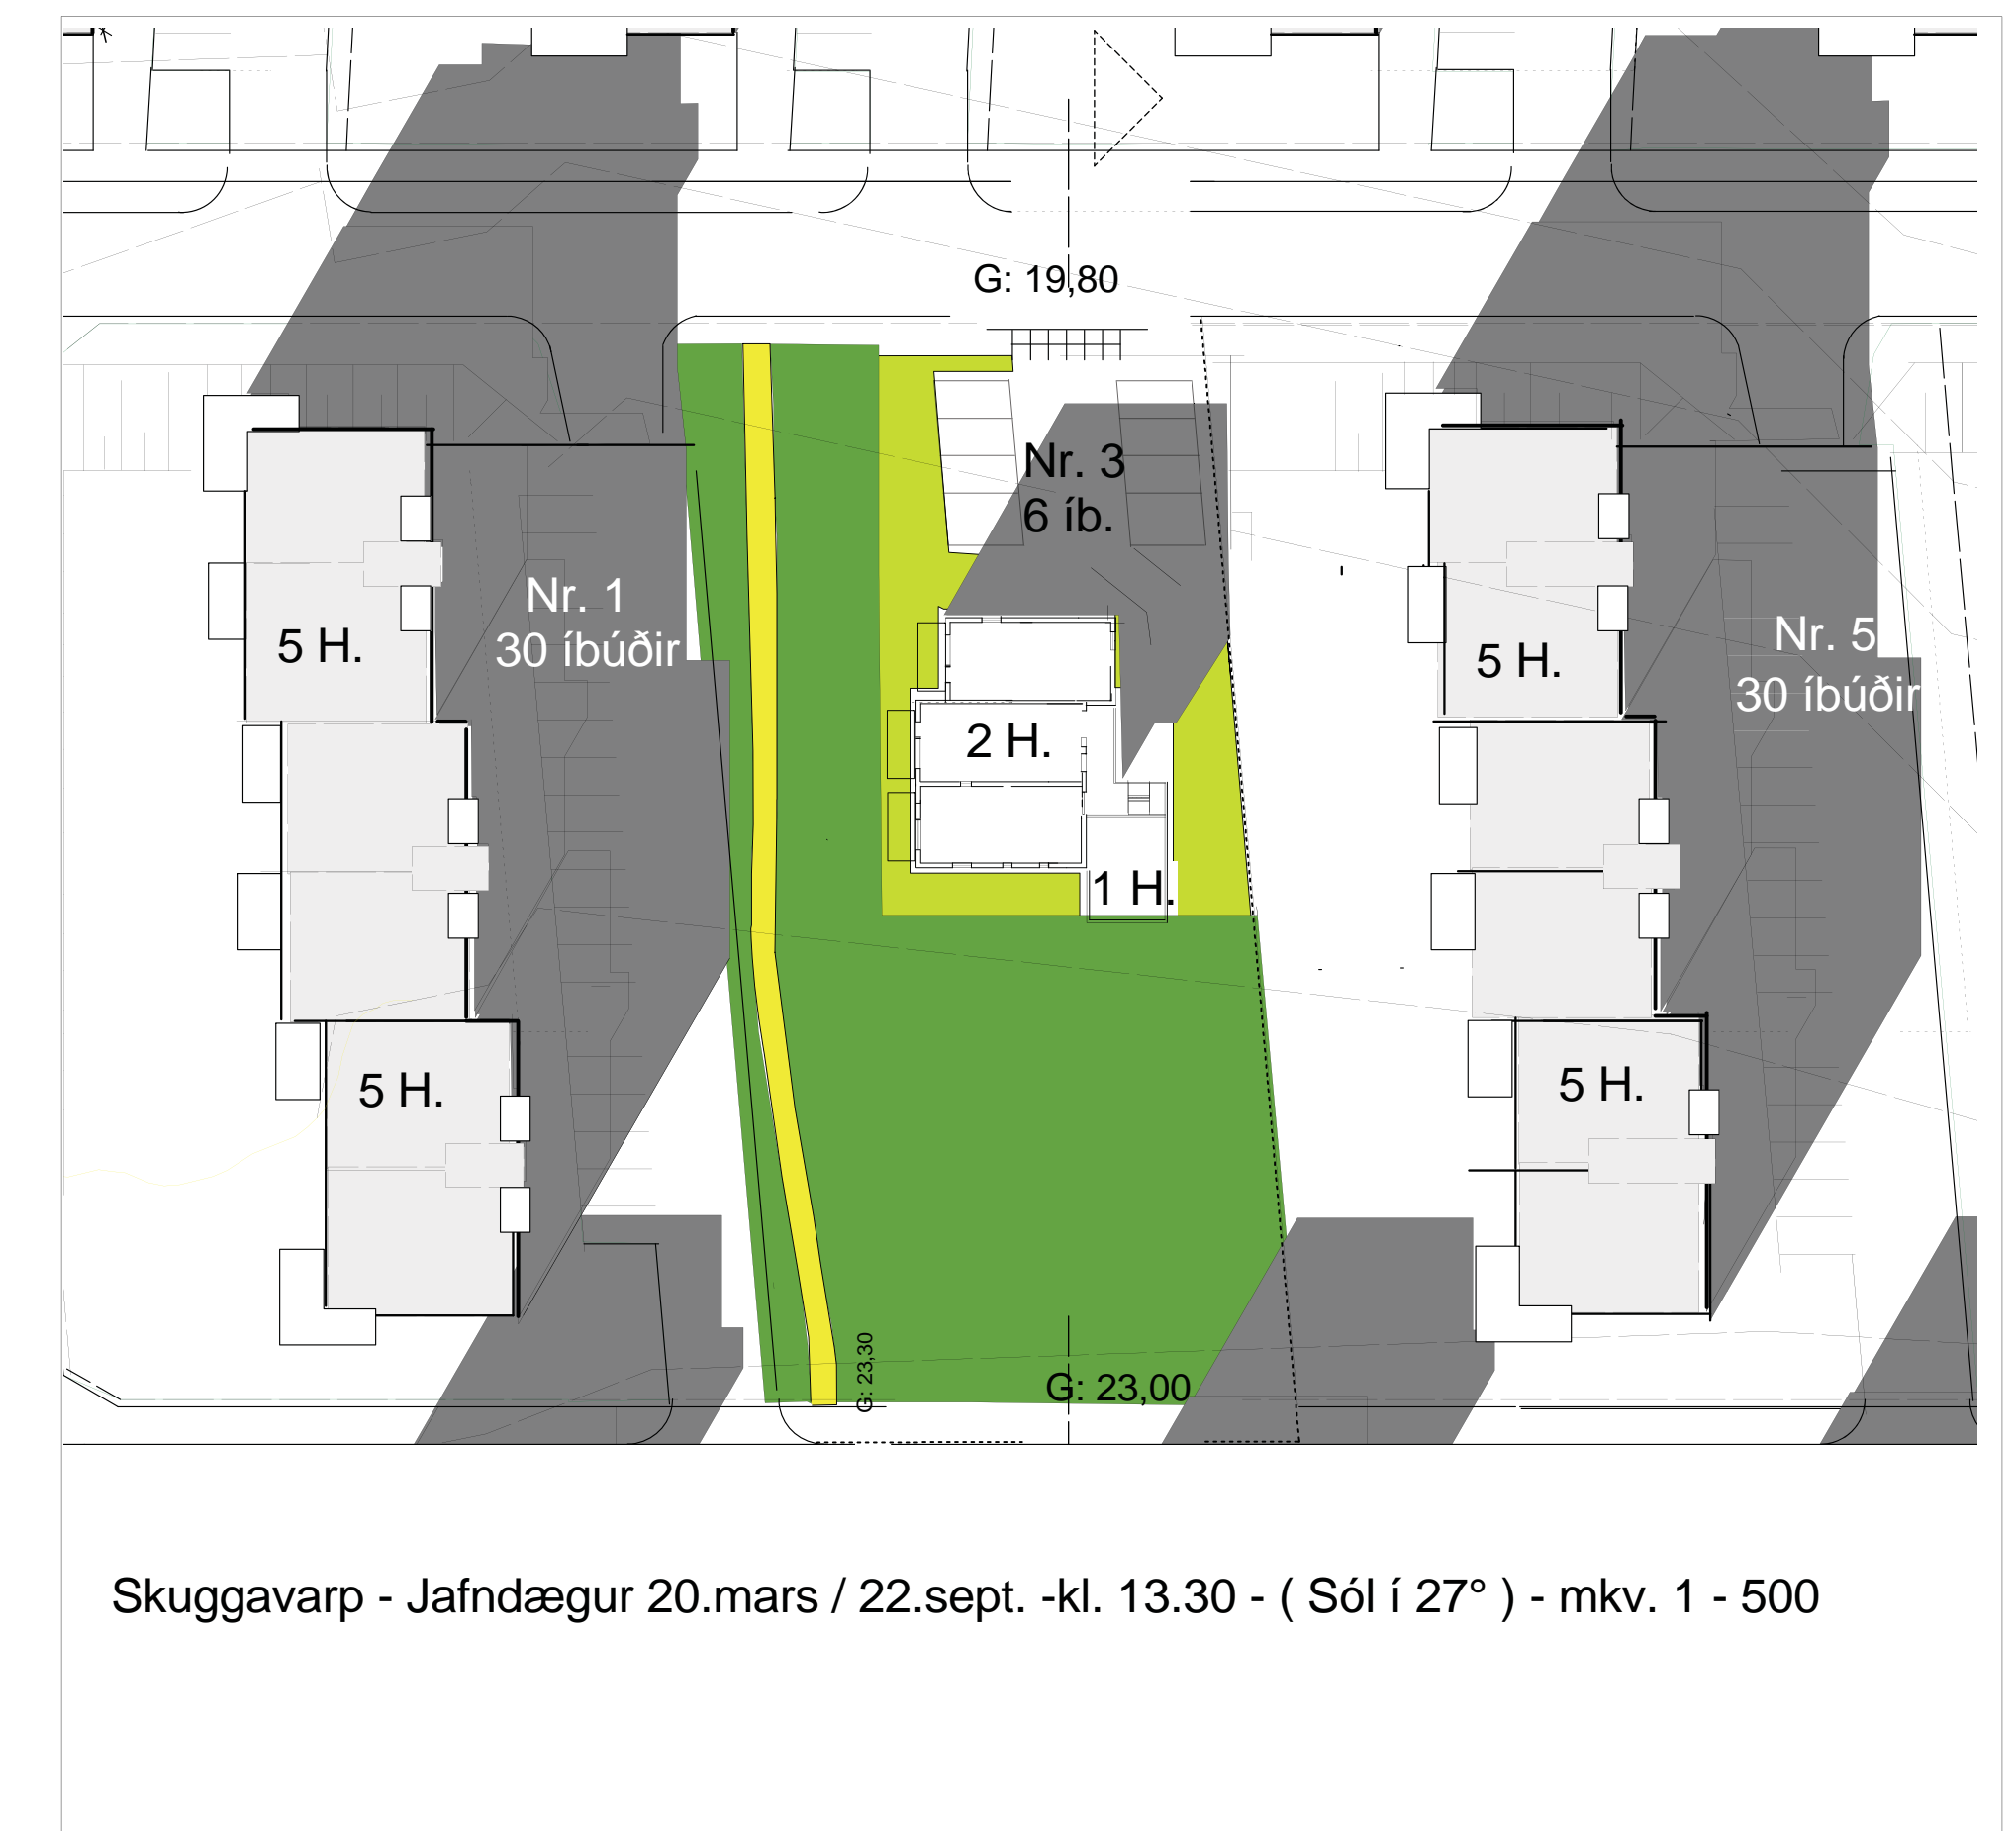 G: 19,80
Nr. 3
6 íb.
Nr. 1
30 íbúðir
5 H.
Nr. 5
30 íbúðir
5 H.
2 H.
1 H.
5 H.
5 H.
G: 23,30
G: 23,00
Skuggavarp - Jafndægur 20.mars / 22.sept. -kl. 13.30 - ( Sól í 27° ) - mkv. 1 - 500